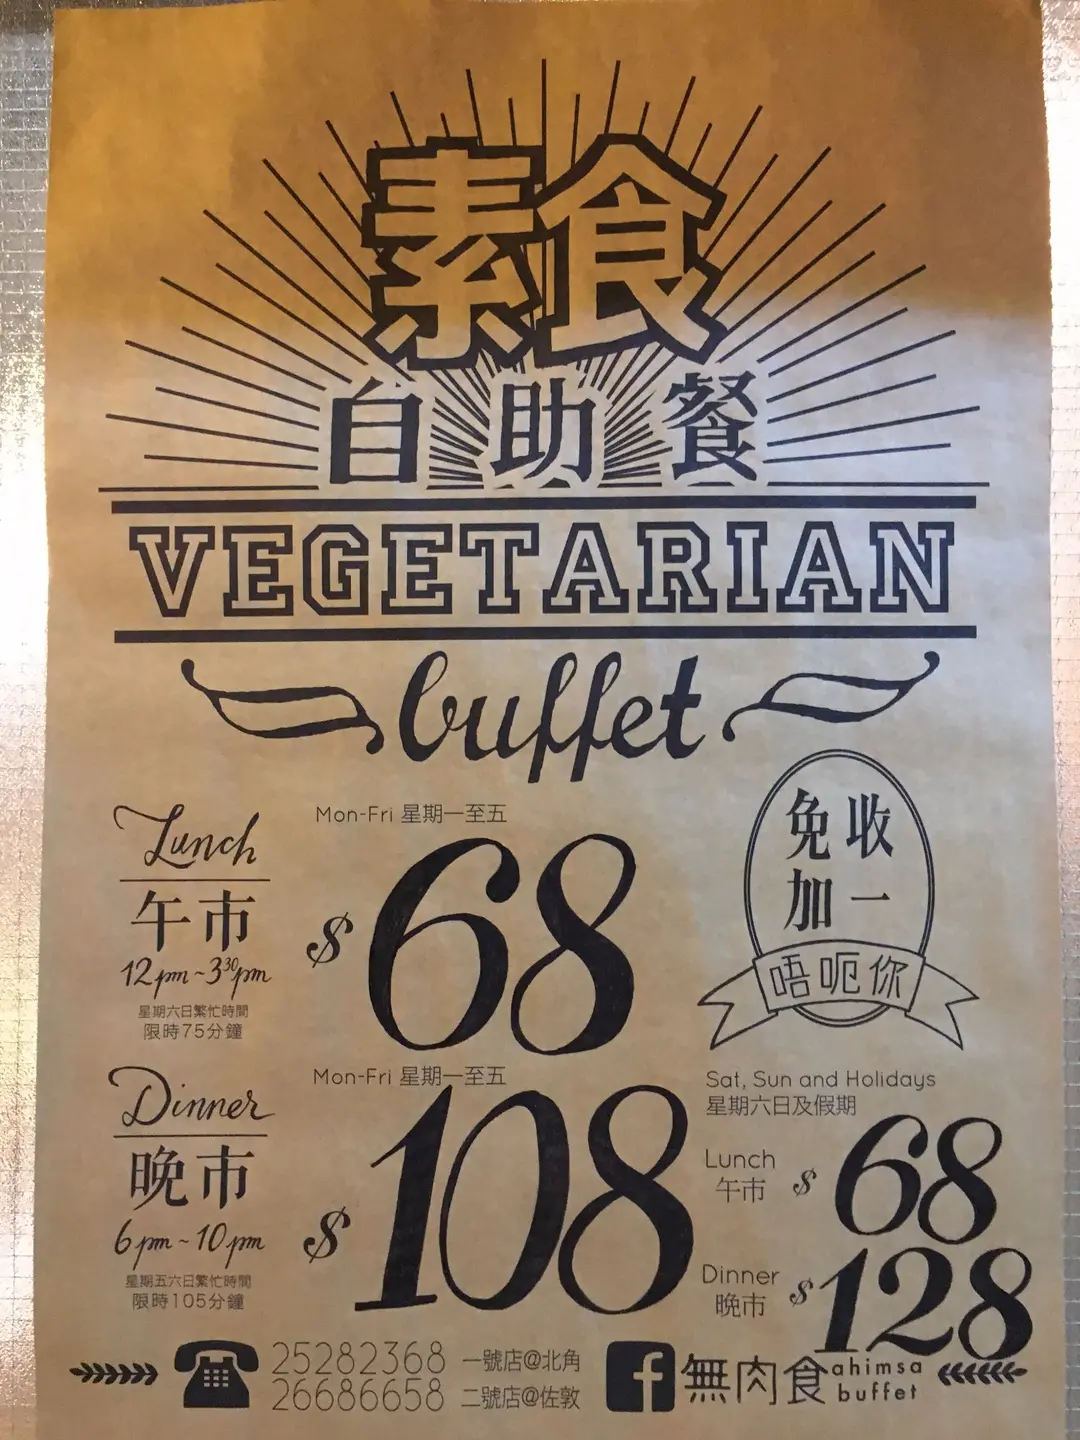 素食
自助餐
VEGETARIAN
buffet
Lunch
午市
12pm~3³⁰pm
星期六日繁忙時間
限時75分鐘
Mon-Fri 星期一至五
$68
免收
加一
唔呃你
Dinner
晚市
6pm~10pm
星期五六日繁忙時間
限時105分鐘
Mon-Fri 星期一至五
$108
Sat, Sun and Holidays
星期六日及假期
Lunch
午市
$68
Dinner
晚市
$128
25282368 一號店@北角
26686658 二號店@佐敦
f 無肉食 ahimsa
buffet